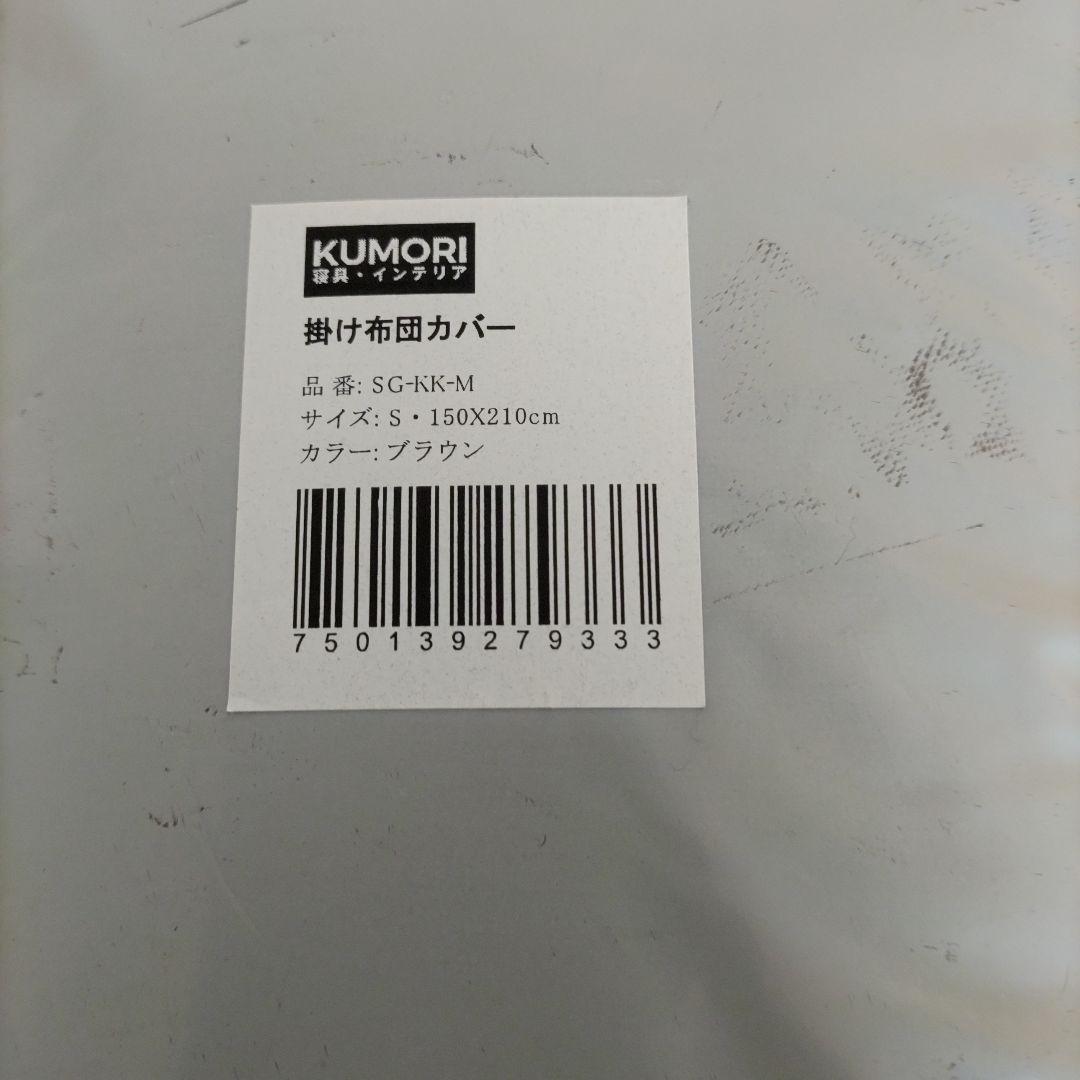 KUMORI
寝具・インテリア
掛け布団カバー
品 番: SG-KK-M
サイズ: S・150X210cm
カラー: ブラウン
750139279333